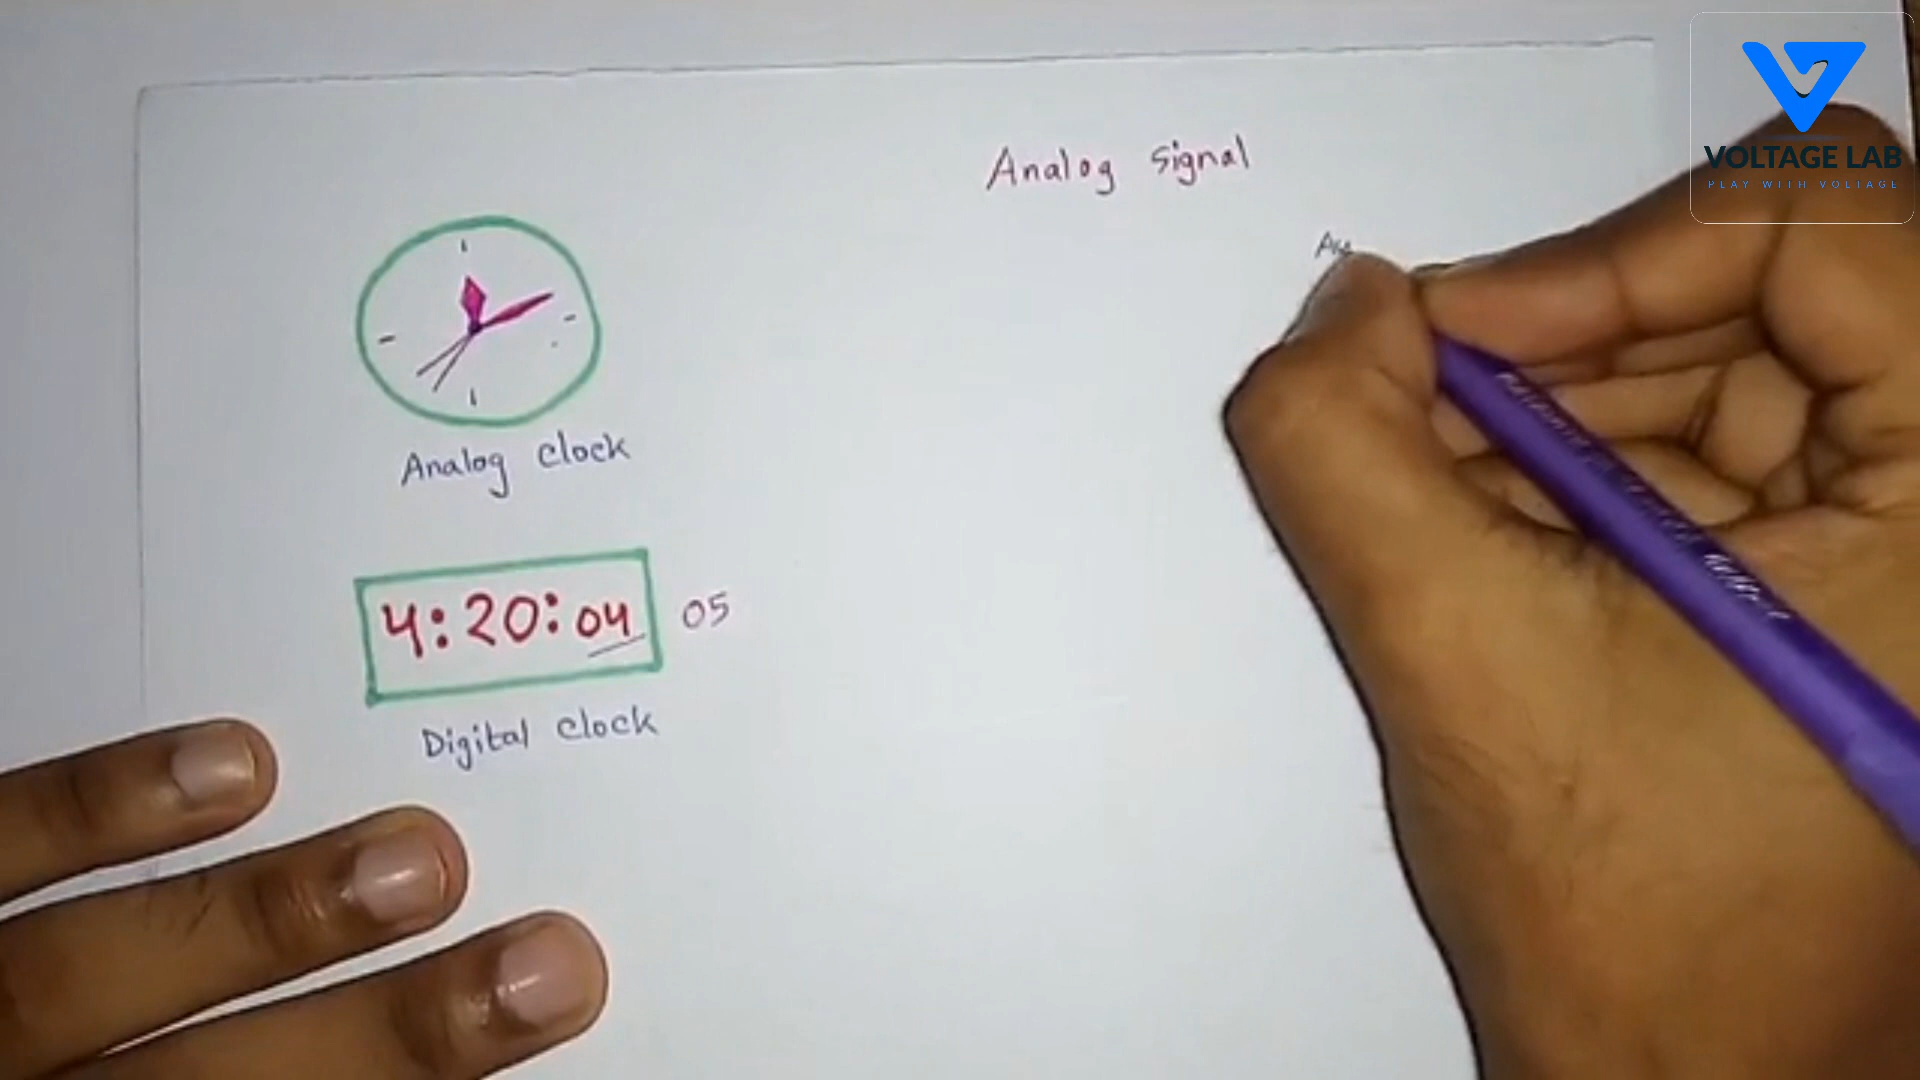 VOLTAGE LAB
PLAY WITH VOLTAGE
Analog signal
Analog clock
4:20:04 05
Digital clock